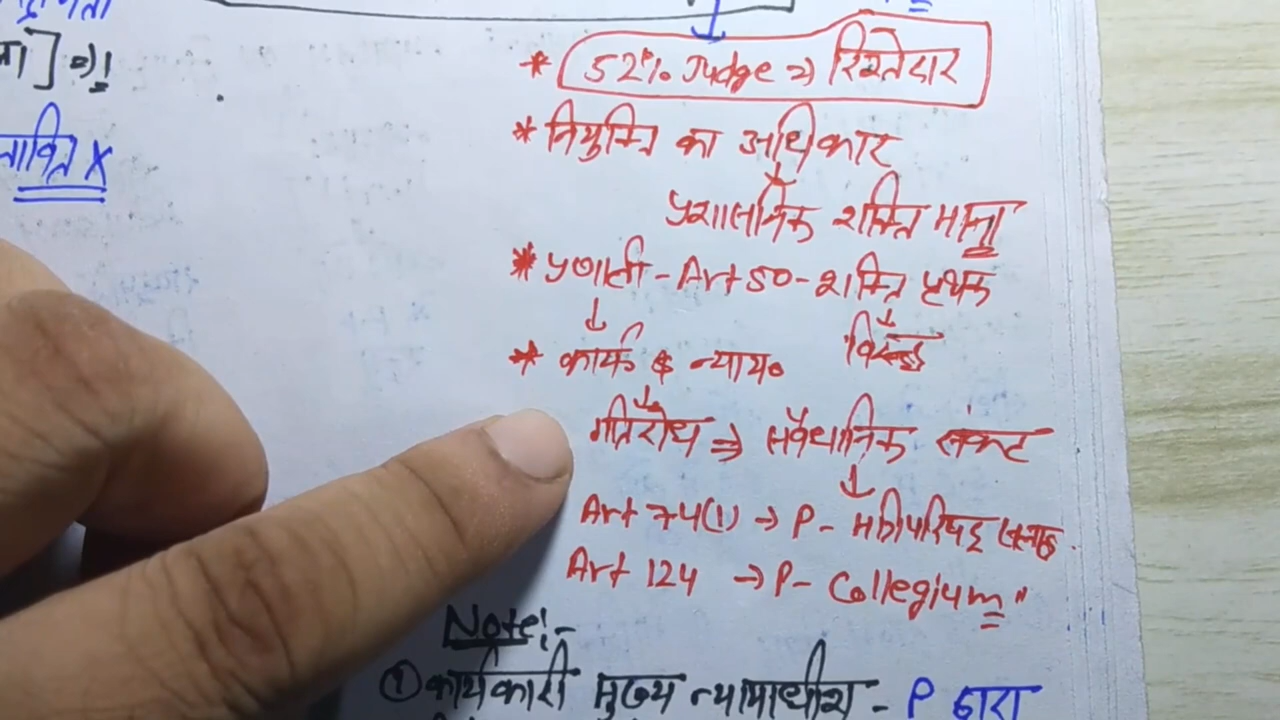 * 52% Judge ⇒ रिश्तेदार
* नियुक्ति का अधिकार
↓
प्रशासनिक शक्ति माना
* प्रणाली - Art 50 - शक्ति पृथक
↓ ↓
विरुद्ध
* कार्य० & न्याय०
↓
गतिरोध ⇒ संवैधानिक संकट
↓
Art 74(1) → P - मंत्रिपरिषद सलाह
Art 124 → P - Collegium "
Note:-
① कार्यकारी मुख्य न्यायाधीश - P द्वारा